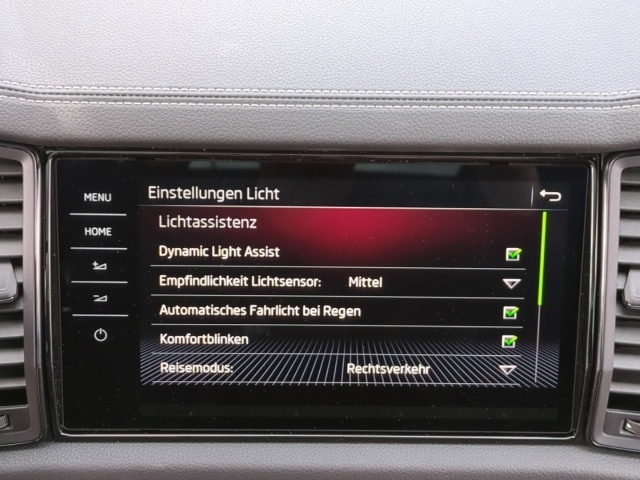 MENU
HOME
Einstellungen Licht
Lichtassistenz
Dynamic Light Assist
Empfindlichkeit Lichtsensor: Mittel
Automatisches Fahrlicht bei Regen
Komfortblinken
Reisemodus: Rechtsverkehr